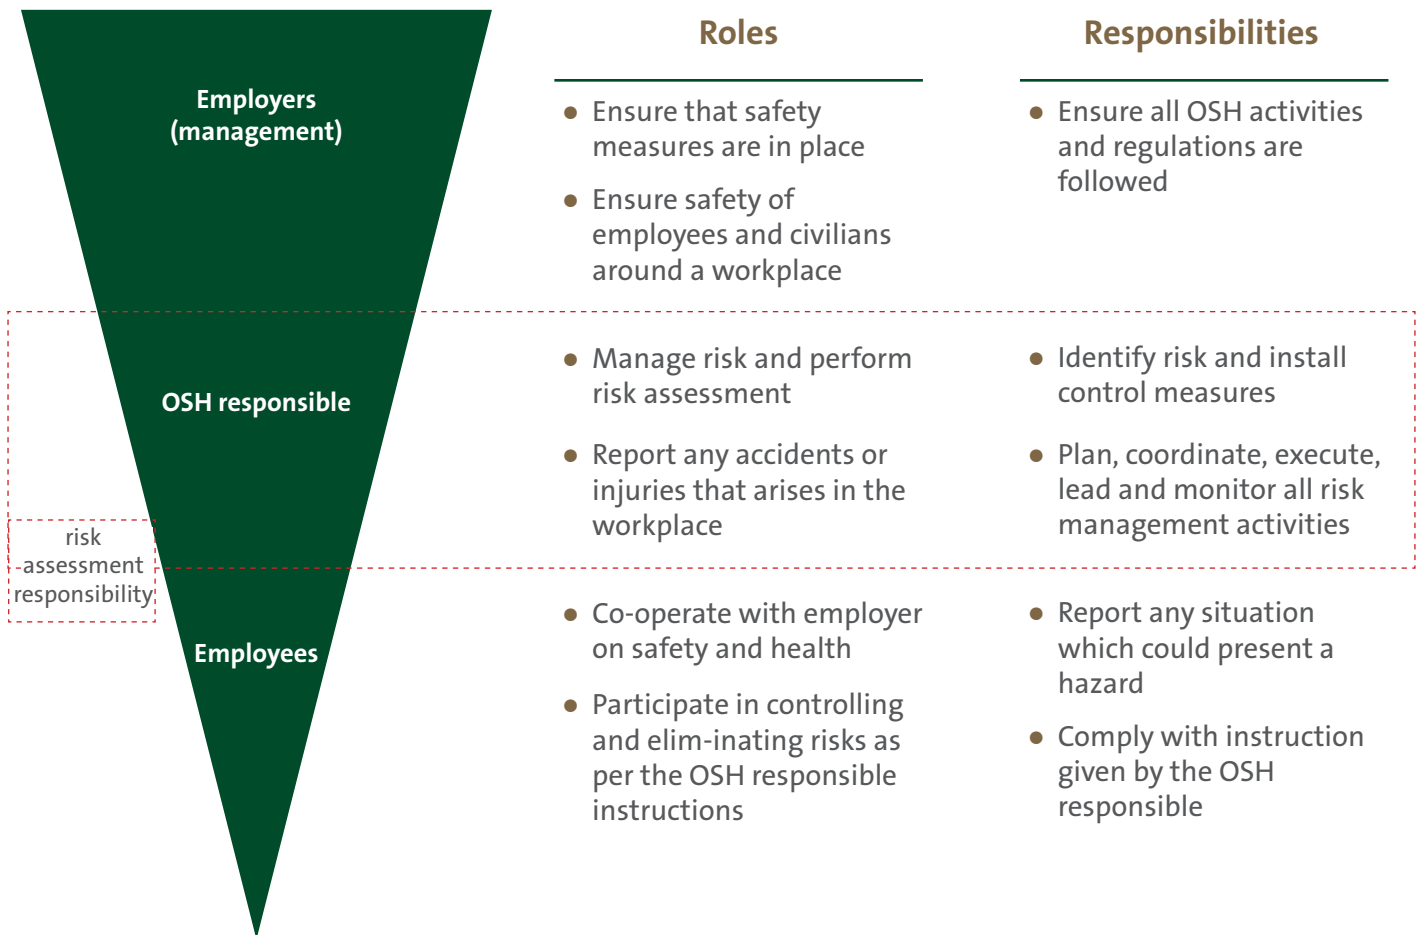 Roles
Responsibilities
Employers
(management)
Ensure that safety
measures are in place
Ensure safety of
employees and civilians
around a workplace
Ensure all OSH activities
and regulations are
followed
OSH responsible
Manage risk and perform
risk assessment
Report any accidents or
injuries that arises in the
workplace
Identify risk and install
control measures
Plan, coordinate, execute,
lead and monitor all risk
management activities
risk
assessment
responsibility
Employees
Co-operate with employer
on safety and health
Participate in controlling
and elim-inating risks as
per the OSH responsible
instructions
Report any situation
which could present a
hazard
Comply with instruction
given by the OSH
responsible